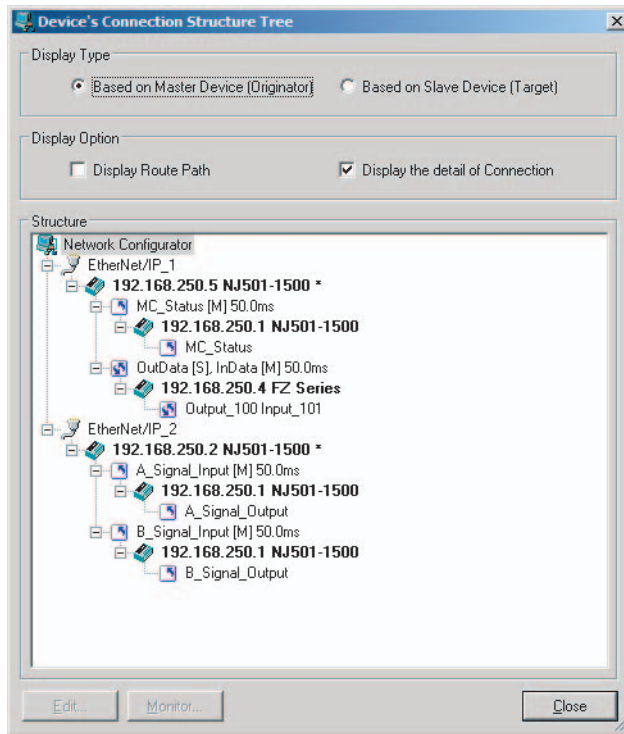 Device's Connection Structure Tree
Display Type
Based on Master Device (Originator)
Based on Slave Device (Target)
Display Option
Display Route Path
Display the detail of Connection
Structure
Network Configurator
EtherNet/IP_1
192.168.250.5 NJ501-1500 *
MC_Status [M] 50.0ms
192.168.250.1 NJ501-1500
MC_Status
OutData [S], InData [M] 50.0ms
192.168.250.4 FZ Series
Output_100 Input_101
EtherNet/IP_2
192.168.250.2 NJ501-1500 *
A_Signal_Input [M] 50.0ms
192.168.250.1 NJ501-1500
A_Signal_Output
B_Signal_Input [M] 50.0ms
192.168.250.1 NJ501-1500
B_Signal_Output
Edit...
Monitor...
Close